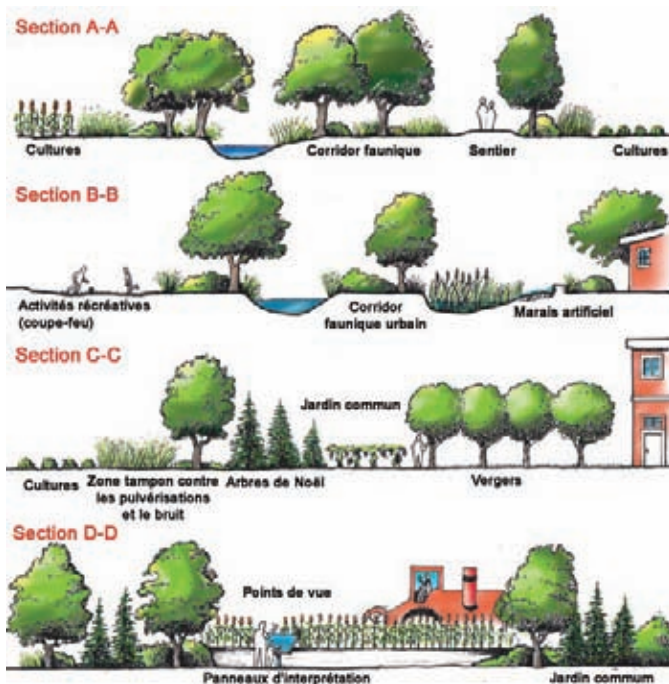 Section A-A
Cultures
Corridor faunique
Sentier
Cultures
Section B-B
Activités récréatives
(coupe-feu)
Corridor
faunique urbain
Marais artificiel
Section C-C
Jardin commun
Cultures
Zone tampon contre
les pulvérisations
et le bruit
Arbres de Noël
Vergers
Section D-D
Points de vue
Panneaux d'interprétation
Jardin commum